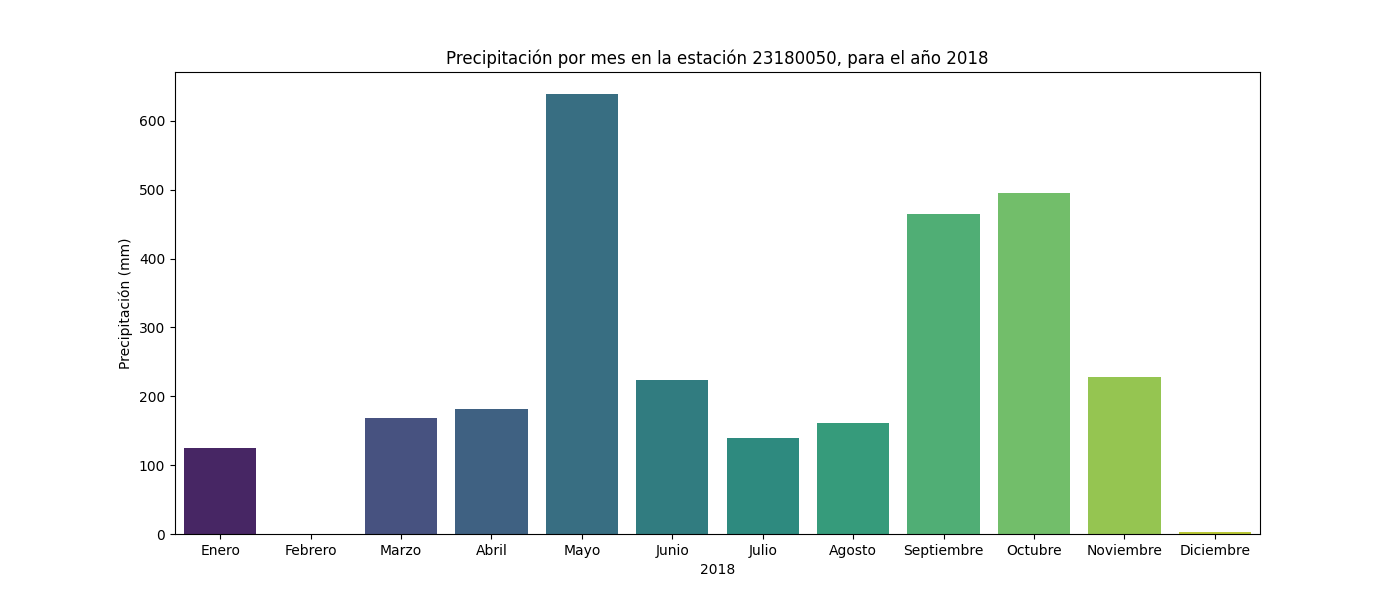 Precipitación por mes en la estación 23180050, para el año 2018
Precipitación (mm)
600
500
400
300
200
100
0
Enero Febrero Marzo Abril Mayo Junio Julio Agosto Septiembre Octubre Noviembre Diciembre
2018